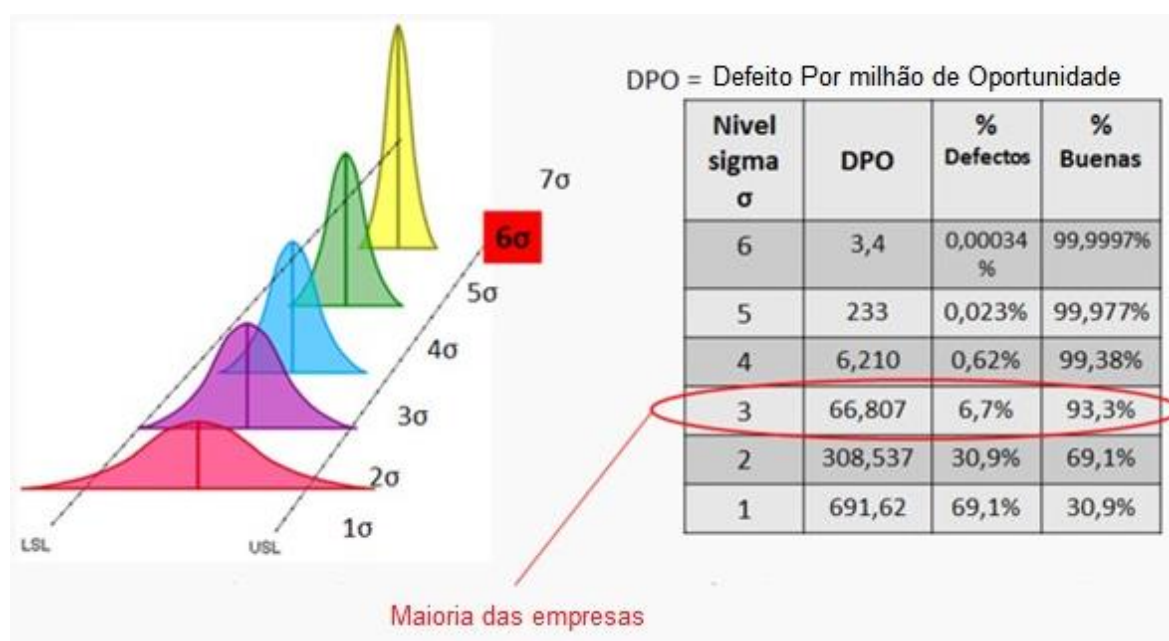 7σ
6σ
5σ
4σ
3σ
2σ
1σ
LSL
USL
DPO = Defeito Por milhão de Oportunidade
Nivel sigma σ DPO % Defectos % Buenas
6 3,4 0,00034 % 99,9997%
5 233 0,023% 99,977%
4 6,210 0,62% 99,38%
3 66,807 6,7% 93,3%
2 308,537 30,9% 69,1%
1 691,62 69,1% 30,9%
Maioria das empresas